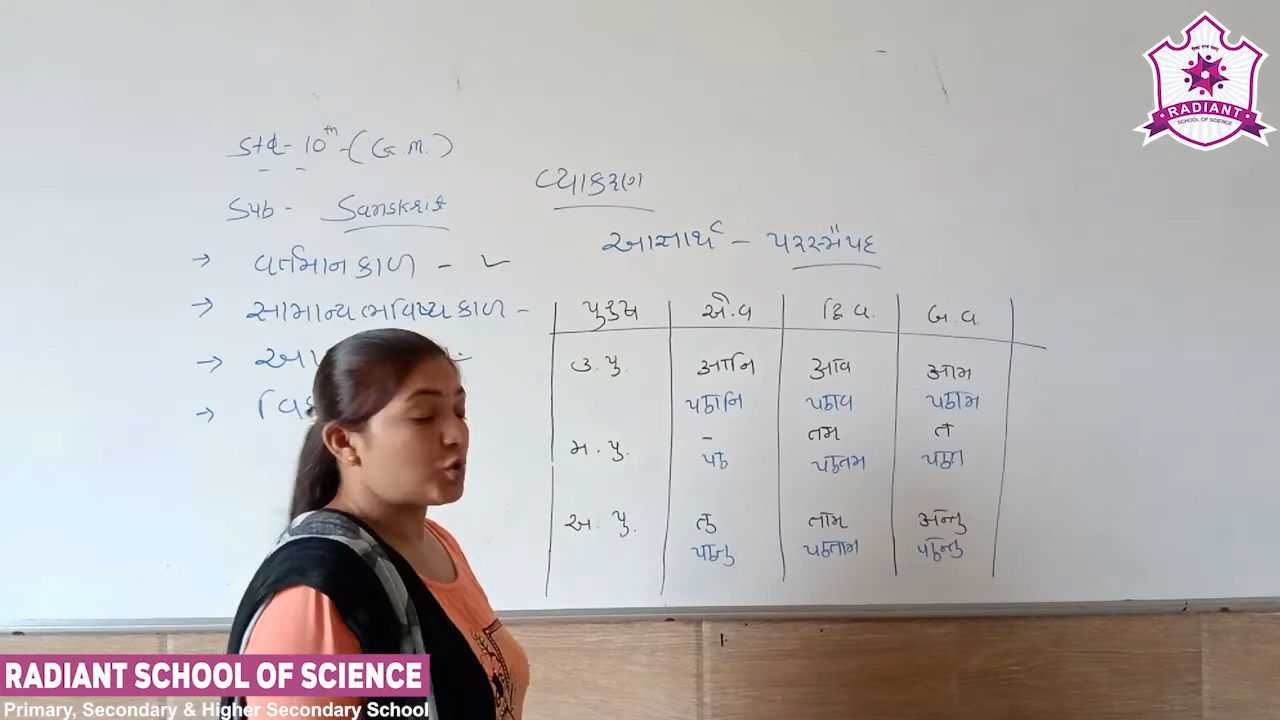 Std - 10th - (G.M.)
Sub - Sanskrit
→ વર્તમાનકાળ - ✓
→ સામાન્ય ભવિષ્યકાળ -
→
→
વ્યાકરણ
આજ્ઞાર્થ - પરસ્મૈપદ
પુરુષ એ.વ દ્વિ.વ. બ.વ.
ઉ.પુ. आनि आव आम
पठानि पठाव पठाम
મ.પુ. - तम त
पठ पठतम पठत
અ.પુ. तु ताम अन्तु
पठतु पठताम पठन्तु
RADIANT
SCHOOL OF SCIENCE
RADIANT SCHOOL OF SCIENCE
Primary, Secondary & Higher Secondary School